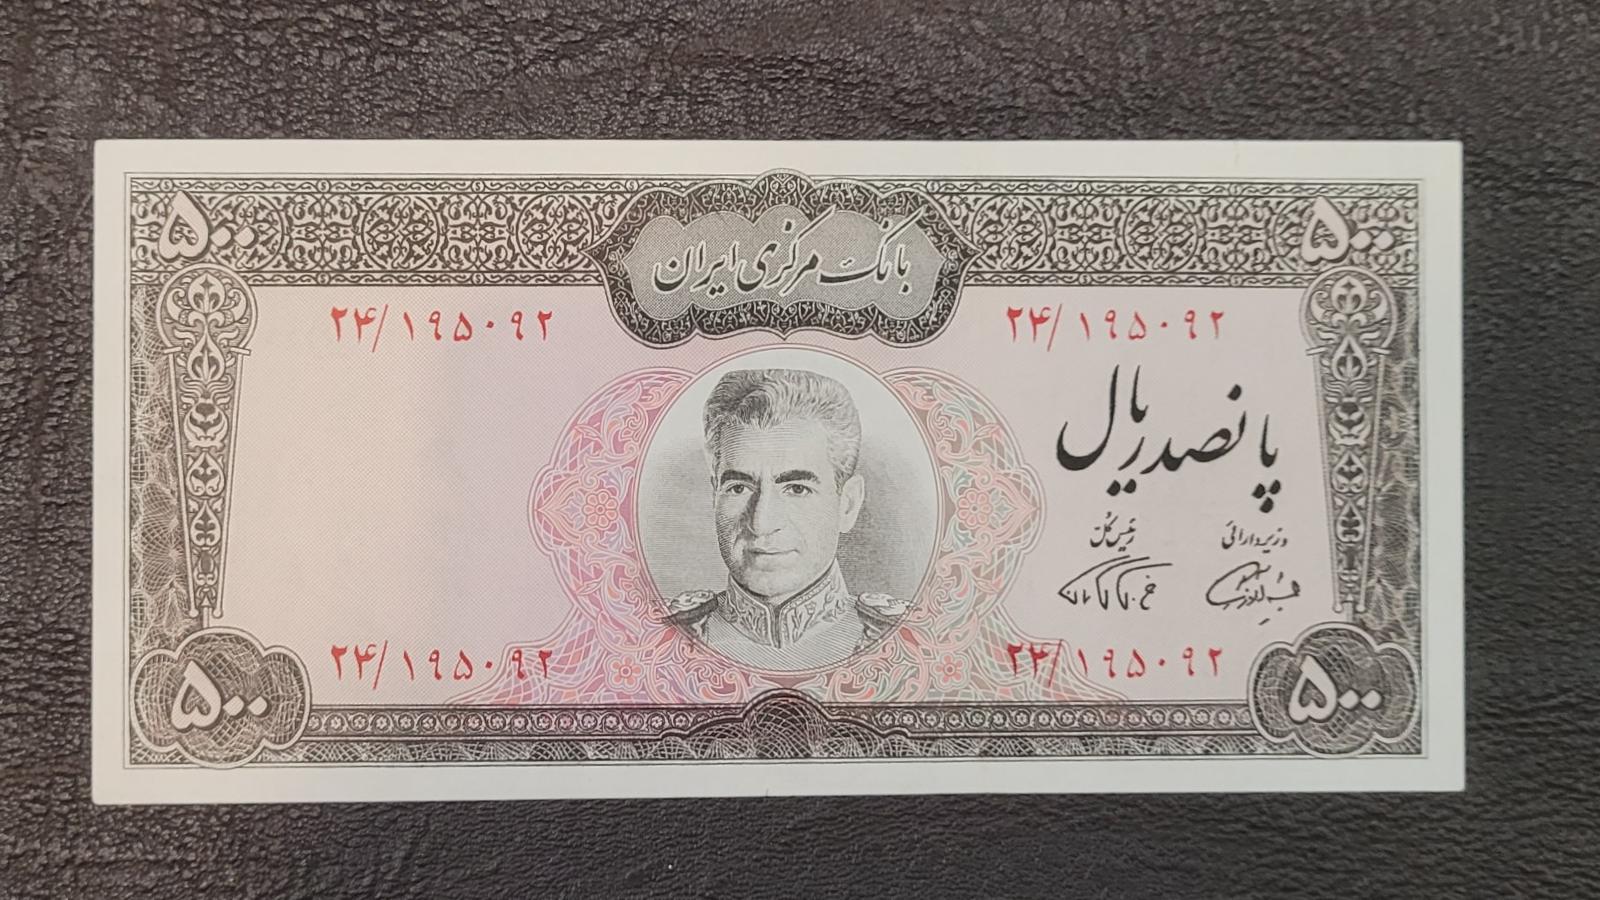 ۵۰۰ ۵۰۰
بانک مرکزی ایران
۲۴/۱۹۵۰۹۲ ۲۴/۱۹۵۰۹۲
پانصد ریال
وزیر دارائی رئیس کل
۲۴/۱۹۵۰۹۲ ۲۴/۱۹۵۰۹۲
۵۰۰ ۵۰۰